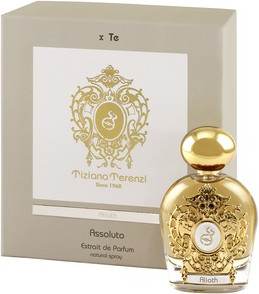 x Te
Tiziana Terenzi
Since 1968
Alioth
Assoluto
Extrait de Parfum
natural spray
Alioth